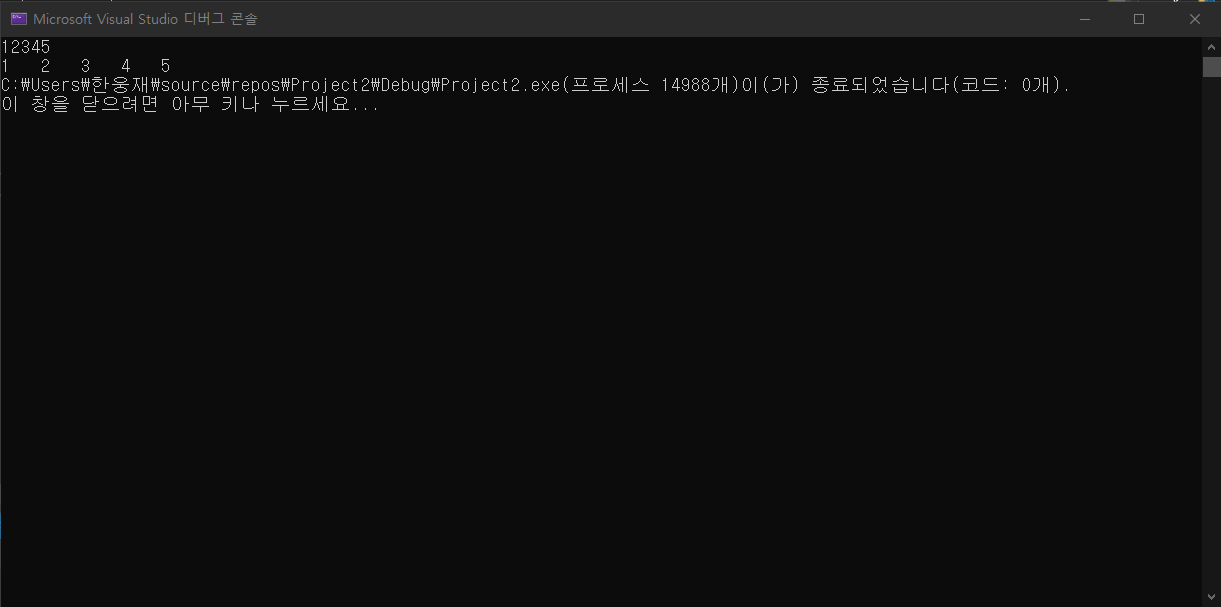 Microsoft Visual Studio 디버그 콘솔
12345
1   2   3   4   5
C:₩Users₩한웅재₩source₩repos₩Project2₩Debug₩Project2.exe(프로세스 14988개)이(가) 종료되었습니다(코드: 0개).
이 창을 닫으려면 아무 키나 누르세요...